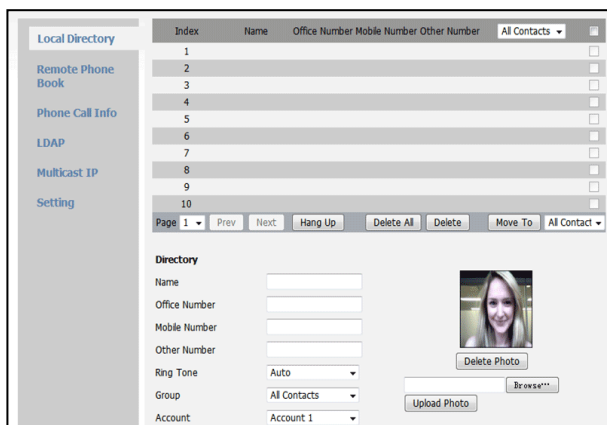 Local Directory
Remote Phone
Book
Phone Call Info
LDAP
Multicast IP
Setting
Index Name Office Number Mobile Number Other Number All Contacts
1
2
3
4
5
6
7
8
9
10
Page 1 Prev Next Hang Up Delete All Delete Move To All Contact
Directory
Name
Office Number
Mobile Number
Other Number
Ring Tone Auto
Group All Contacts
Account Account 1
Delete Photo
Browse...
Upload Photo